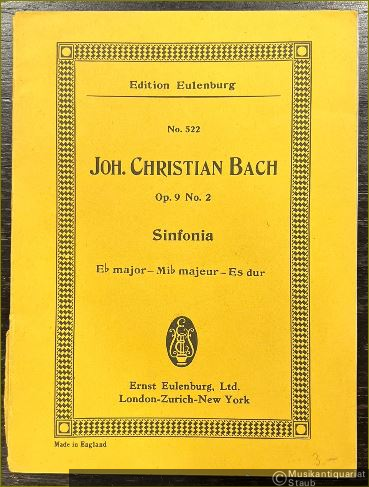 Edition Eulenburg
No. 522
JOH. CHRISTIAN BACH
Op. 9 No. 2
Sinfonia
E♭ major – Mi♭ majeur – Es dur
Ernst Eulenburg, Ltd.
London-Zurich-New York
Made in England
3.–
© Musikantiquariat
Staub